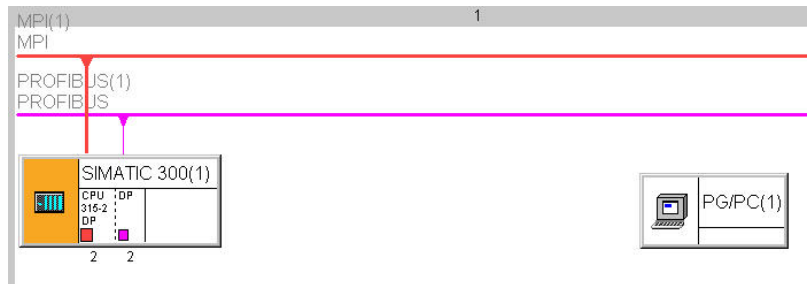 1
MPI(1)
MPI
PROFIBUS(1)
PROFIBUS
SIMATIC 300(1)
CPU
315-2
DP
DP
2
2
PG/PC(1)